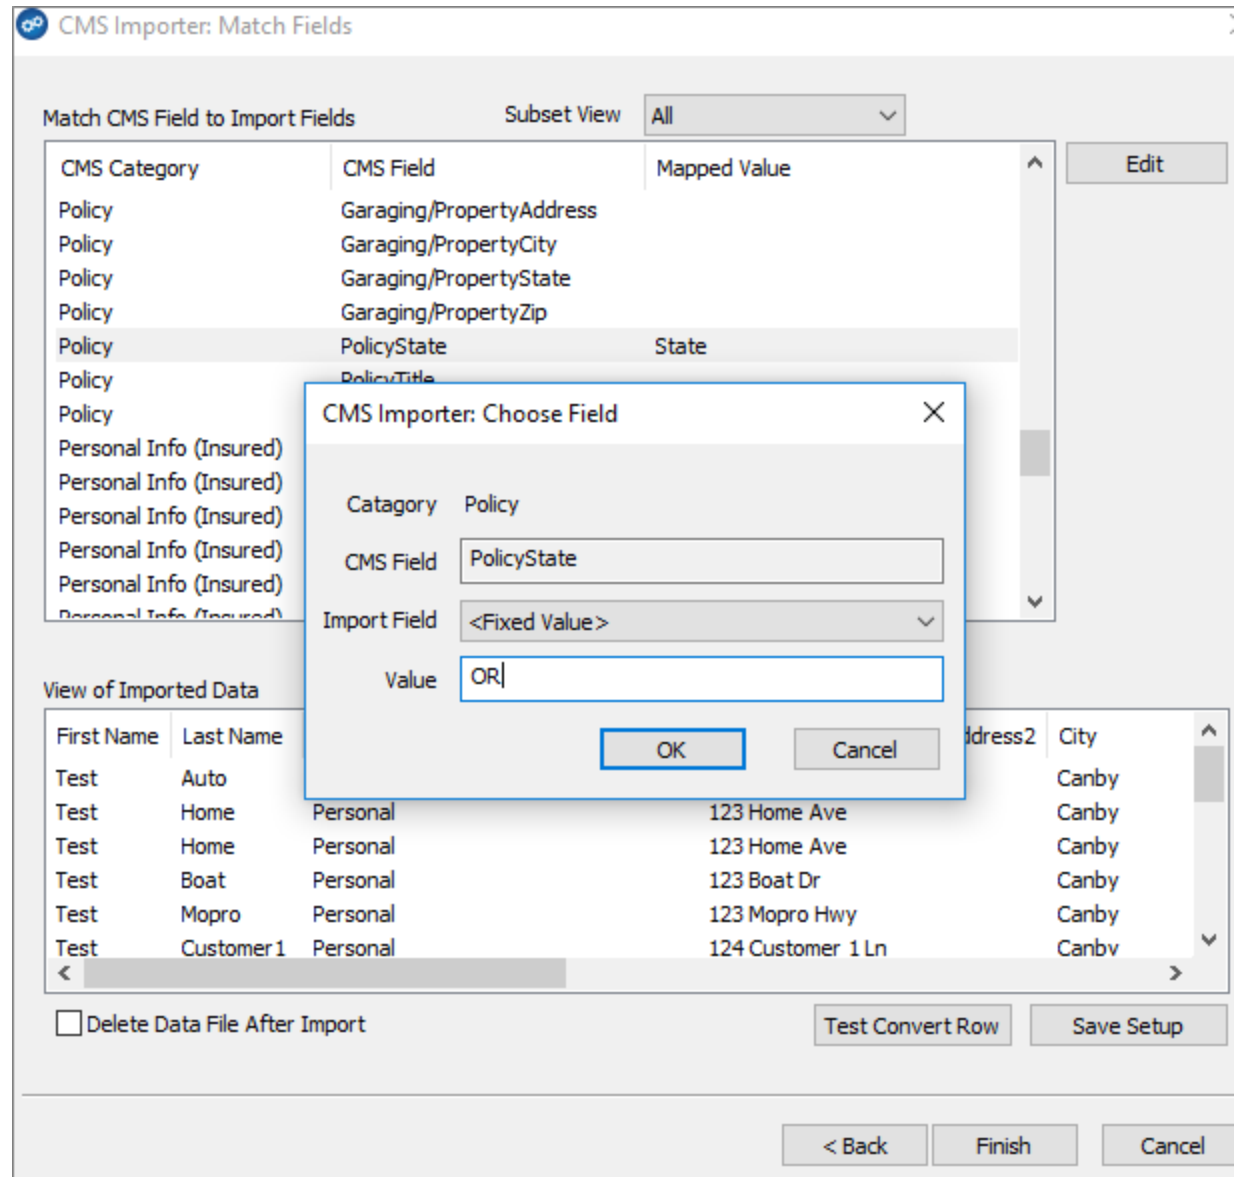 CMS Importer: Match Fields
Match CMS Field to Import Fields Subset View All
CMS Category CMS Field Mapped Value Edit
Policy Garaging/PropertyAddress
Policy Garaging/PropertyCity
Policy Garaging/PropertyState
Policy Garaging/PropertyZip
Policy PolicyState State
Policy PolicyTitle
Policy
Personal Info (Insured)
Personal Info (Insured)
Personal Info (Insured)
Personal Info (Insured)
Personal Info (Insured)
Personal Info (Insured)
CMS Importer: Choose Field
Catagory Policy
CMS Field PolicyState
Import Field <Fixed Value>
Value OR
OK Cancel
View of Imported Data
First Name Last Name ddress2 City
Test Auto Canby
Test Home Personal 123 Home Ave Canby
Test Home Personal 123 Home Ave Canby
Test Boat Personal 123 Boat Dr Canby
Test Mopro Personal 123 Mopro Hwy Canby
Test Customer1 Personal 124 Customer 1 Ln Canby
Delete Data File After Import Test Convert Row Save Setup
< Back Finish Cancel